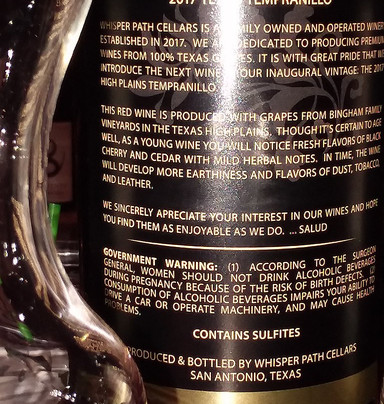 2017 TEXAS TEMPRANILLO
WHISPER PATH CELLARS IS A FAMILY OWNED AND OPERATED WINERY
ESTABLISHED IN 2017. WE ARE DEDICATED TO PRODUCING PREMIUM
WINES FROM 100% TEXAS GRAPES. IT IS WITH GREAT PRIDE THAT WE
INTRODUCE THE NEXT WINE OUR INAUGURAL VINTAGE: THE 2017
HIGH PLAINS TEMPRANILLO.
THIS RED WINE IS PRODUCED WITH GRAPES FROM BINGHAM FAMILY
VINEYARDS IN THE TEXAS HIGH PLAINS. THOUGH IT'S CERTAIN TO AGE
WELL, AS A YOUNG WINE YOU WILL NOTICE FRESH FLAVORS OF BLACK
CHERRY AND CEDAR WITH MILD HERBAL NOTES. IN TIME, THE WINE
WILL DEVELOP MORE EARTHINESS AND FLAVORS OF DUST, TOBACCO,
AND LEATHER.
WE SINCERELY APPRECIATE YOUR INTEREST IN OUR WINES AND HOPE
YOU FIND THEM AS ENJOYABLE AS WE DO. ... SALUD
GOVERNMENT WARNING: (1) ACCORDING TO THE SURGEON
GENERAL, WOMEN SHOULD NOT DRINK ALCOHOLIC BEVERAGES
DURING PREGNANCY BECAUSE OF THE RISK OF BIRTH DEFECTS. (2)
CONSUMPTION OF ALCOHOLIC BEVERAGES IMPAIRS YOUR ABILITY TO
DRIVE A CAR OR OPERATE MACHINERY, AND MAY CAUSE HEALTH
PROBLEMS.
CONTAINS SULFITES
PRODUCED & BOTTLED BY WHISPER PATH CELLARS
SAN ANTONIO, TEXAS